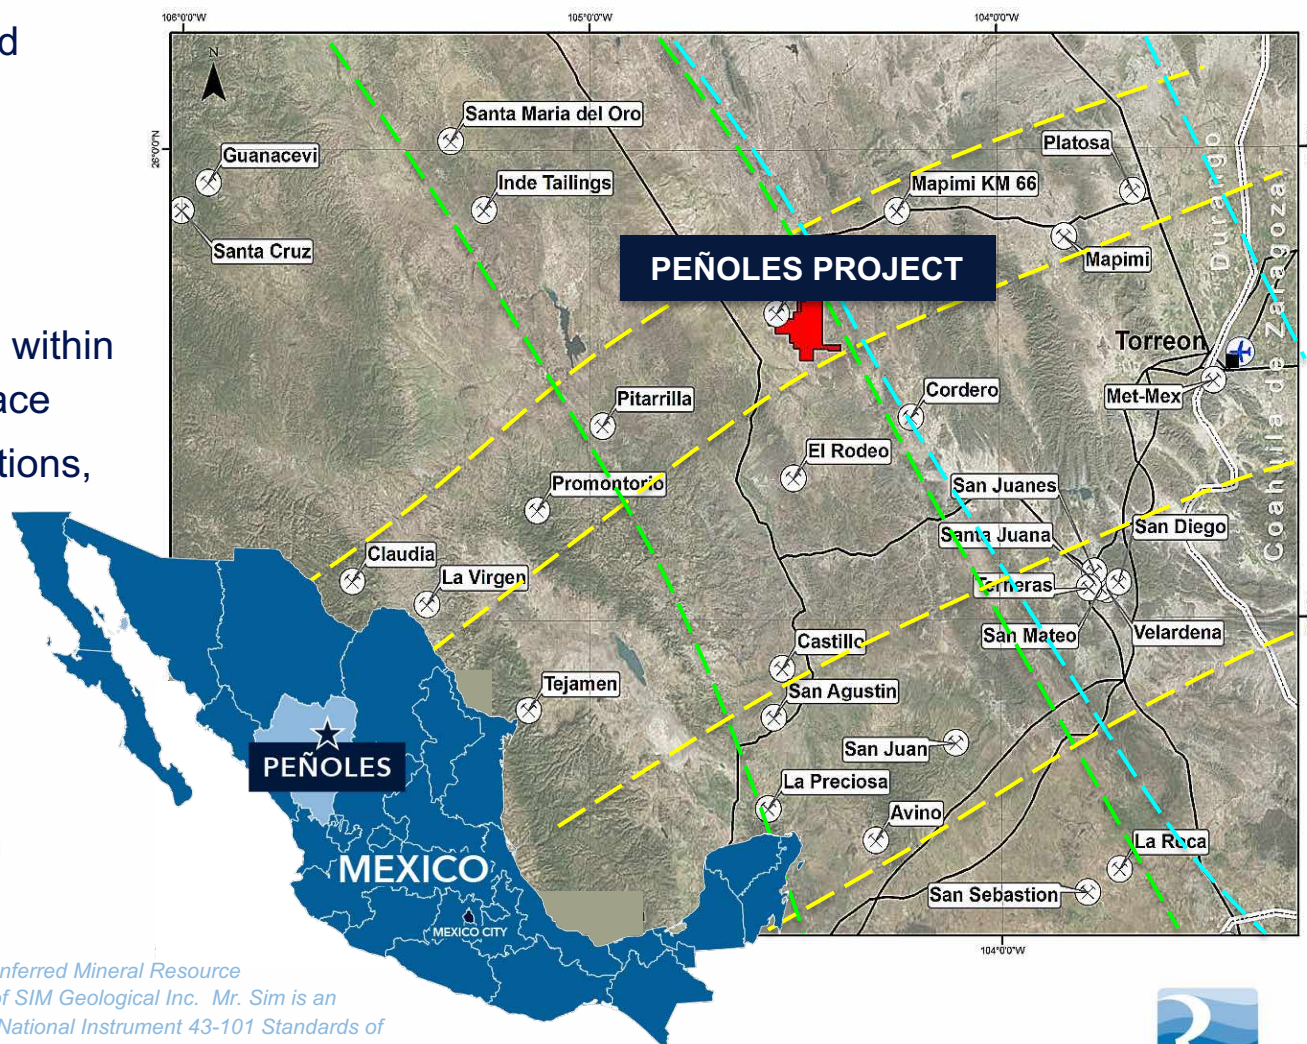 106°0'0"W
105°0'0"W
104°0'0"W
d
N
26°0'0"N
Santa Maria del Oro
Platosa
Guanacevi
Inde Tailings
Mapimi KM 66
Durango
Coahuila de Zaragoza
Santa Cruz
Mapimi
PEÑOLES PROJECT
within
Torreon
ace
Met-Mex
Cordero
Pitarrilla
tions,
El Rodeo
Promontorio
San Juanes
San Diego
Santa Juana
Claudia
La Virgen
Terneras
San Mateo
Velardena
Castillo
Tejamen
San Agustin
San Juan
PEÑOLES
La Preciosa
Avino
La Roca
MEXICO
San Sebastion
MEXICO CITY
104°0'0"W
nferred Mineral Resource
of SIM Geological Inc. Mr. Sim is an
National Instrument 43-101 Standards of